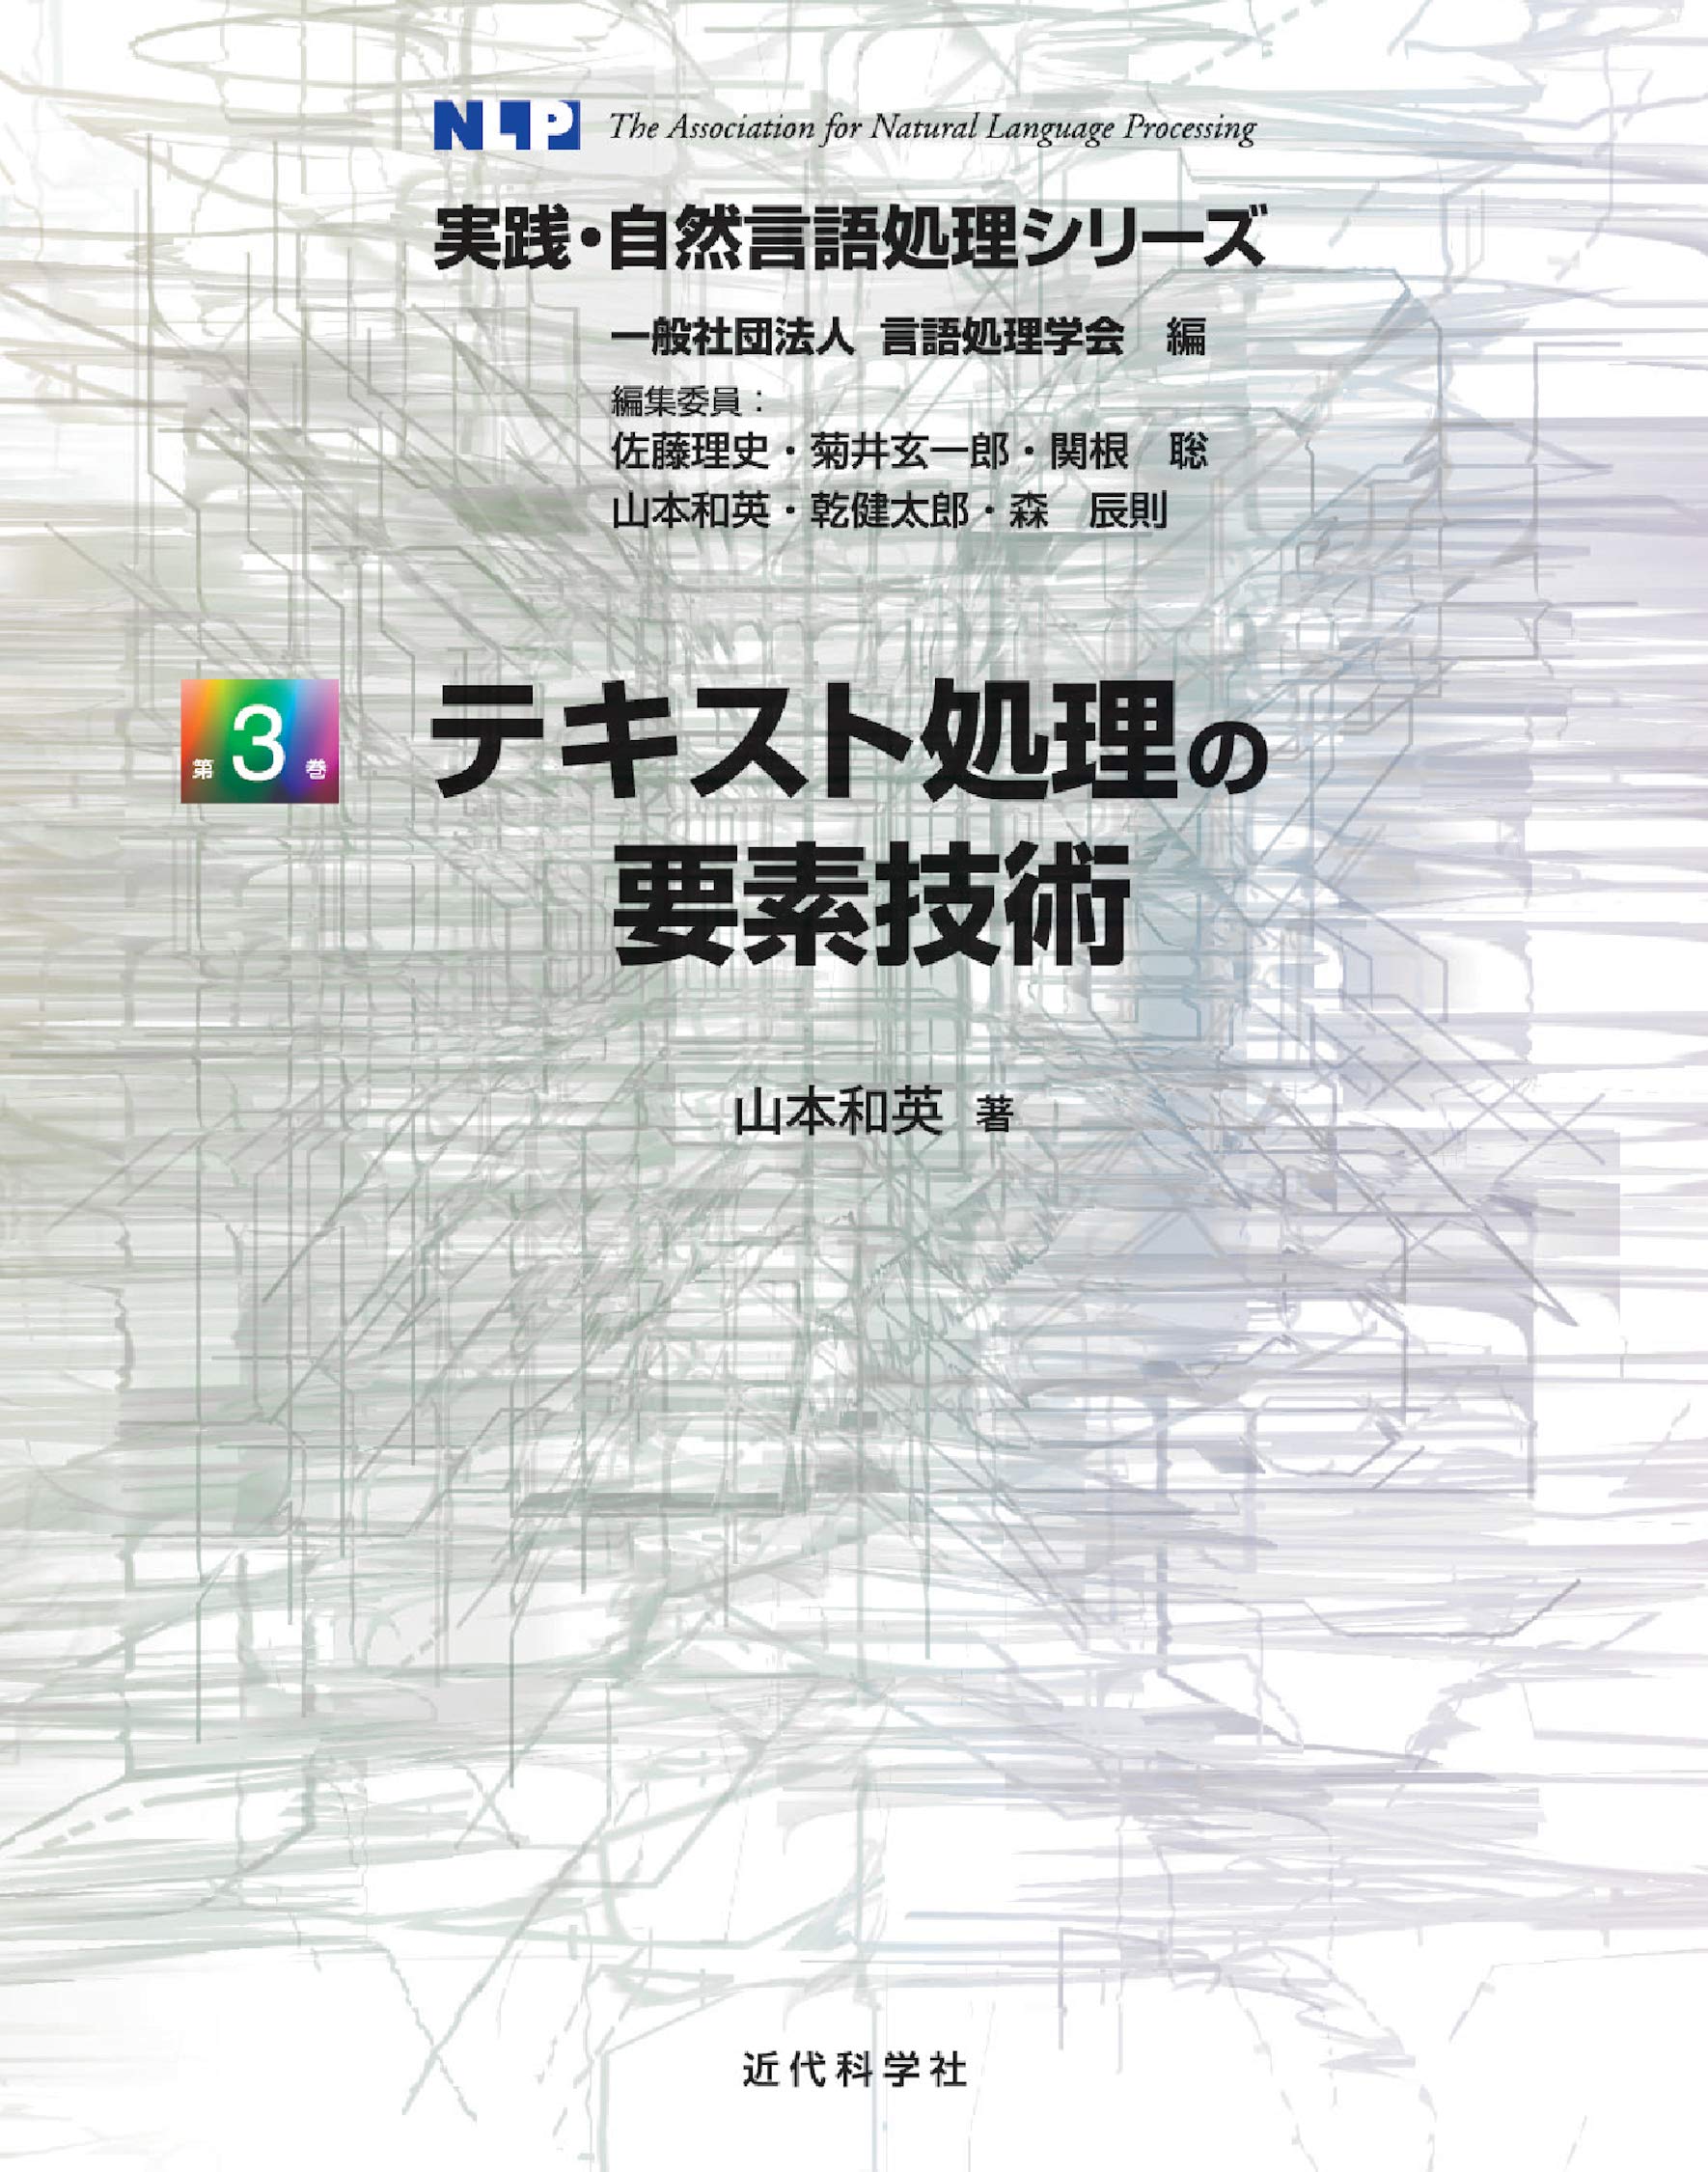 NLP The Association for Natural Language Processing
実践・自然言語処理シリーズ
一般社団法人 言語処理学会 編
編集委員：
佐藤理史・菊井玄一郎・関根 聡
山本和英・乾健太郎・森 辰則
第3巻 テキスト処理の
要素技術
山本和英 著
近代科学社